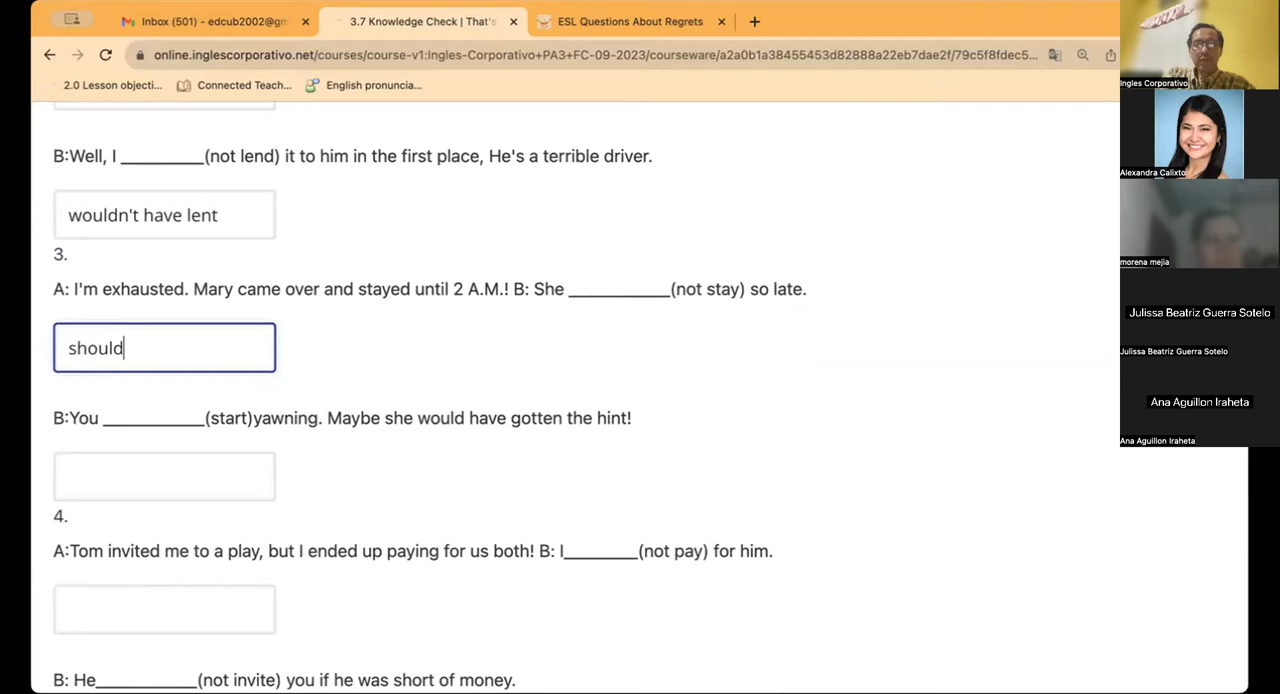 Inbox (501) - edcub2002@gm
3.7 Knowledge Check | That's
ESL Questions About Regrets
online.inglescorporativo.net/courses/course-v1:Ingles-Corporativo+PA3+FC-09-2023/courseware/a2a0b1a38455453d82888a22eb7dae2f/79c5f8fdec5...
2.0 Lesson objecti...
Connected Teach...
English pronuncia...
B:Well, I __________(not lend) it to him in the first place, He's a terrible driver.
wouldn't have lent
3.
A: I'm exhausted. Mary came over and stayed until 2 A.M.! B: She ____________(not stay) so late.
should
B:You ____________(start)yawning. Maybe she would have gotten the hint!
4.
A:Tom invited me to a play, but I ended up paying for us both! B: I_________(not pay) for him.
B: He____________(not invite) you if he was short of money.
Ingles Corporativo
Alexandra Calixto
morena mejia
Julissa Beatriz Guerra Sotelo
Julissa Beatriz Guerra Sotelo
Ana Aguillon Iraheta
Ana Aguillon Iraheta